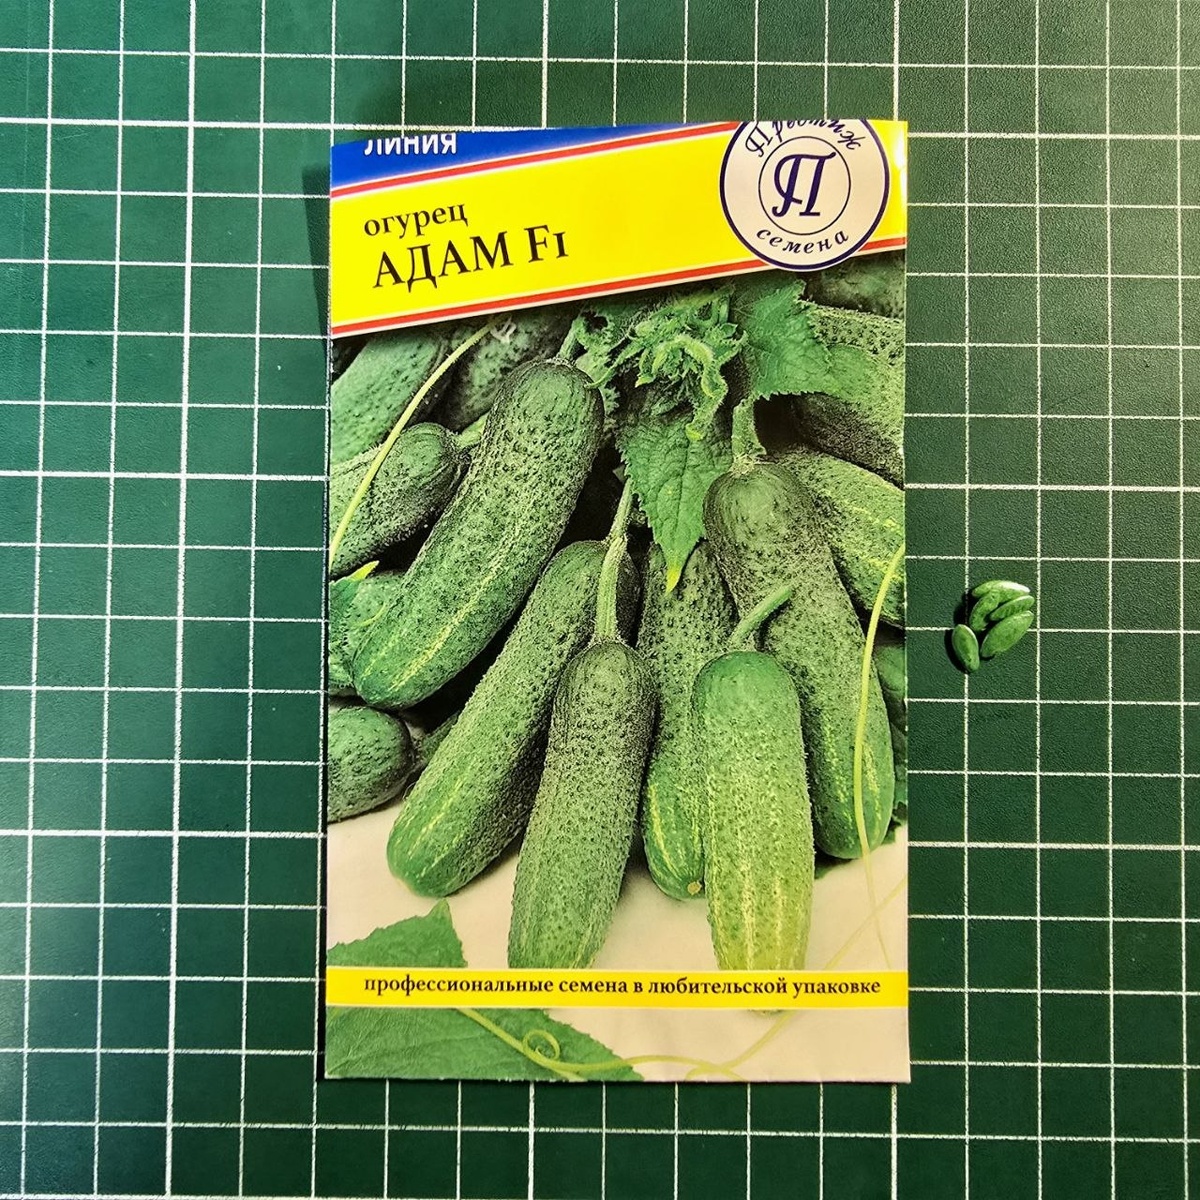 ЛИНИЯ
Престиж
П
семена
огурец
АДАМ F1
профессиональные семена в любительской упаковке